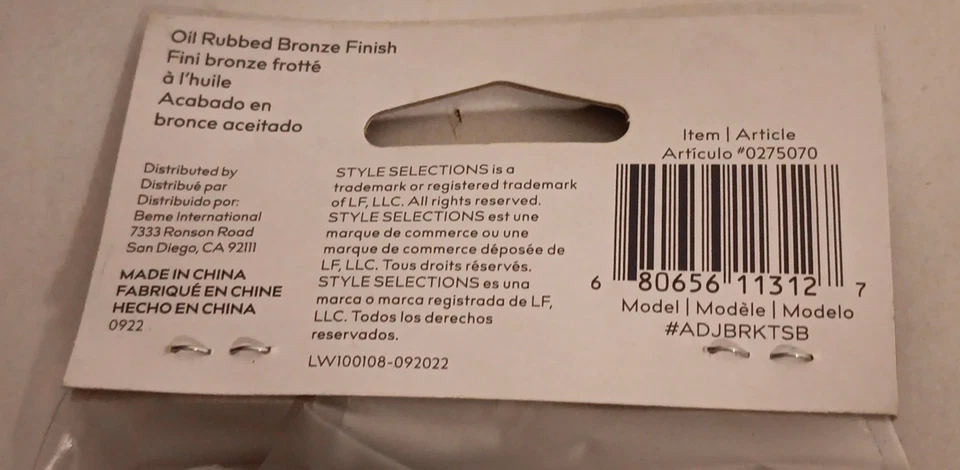 Oil Rubbed Bronze Finish
Fini bronze frotté
à l'huile
Acabado en
bronce aceitado
Distributed by
Distribué par
Distribuido por:
Beme International
7333 Ronson Road
San Diego, CA 92111
MADE IN CHINA
FABRIQUÉ EN CHINE
HECHO EN CHINA
0922
STYLE SELECTIONS is a
trademark or registered trademark
of LF, LLC. All rights reserved.
STYLE SELECTIONS est une
marque de commerce ou une
marque de commerce déposée de
LF, LLC. Tous droits réservés.
STYLE SELECTIONS es una
marca o marca registrada de LF,
LLC. Todos los derechos
reservados.
LW100108-092022
Item | Article
Artículo #0275070
6 80656 11312 7
Model | Modèle | Modelo
#ADJBRKTSB